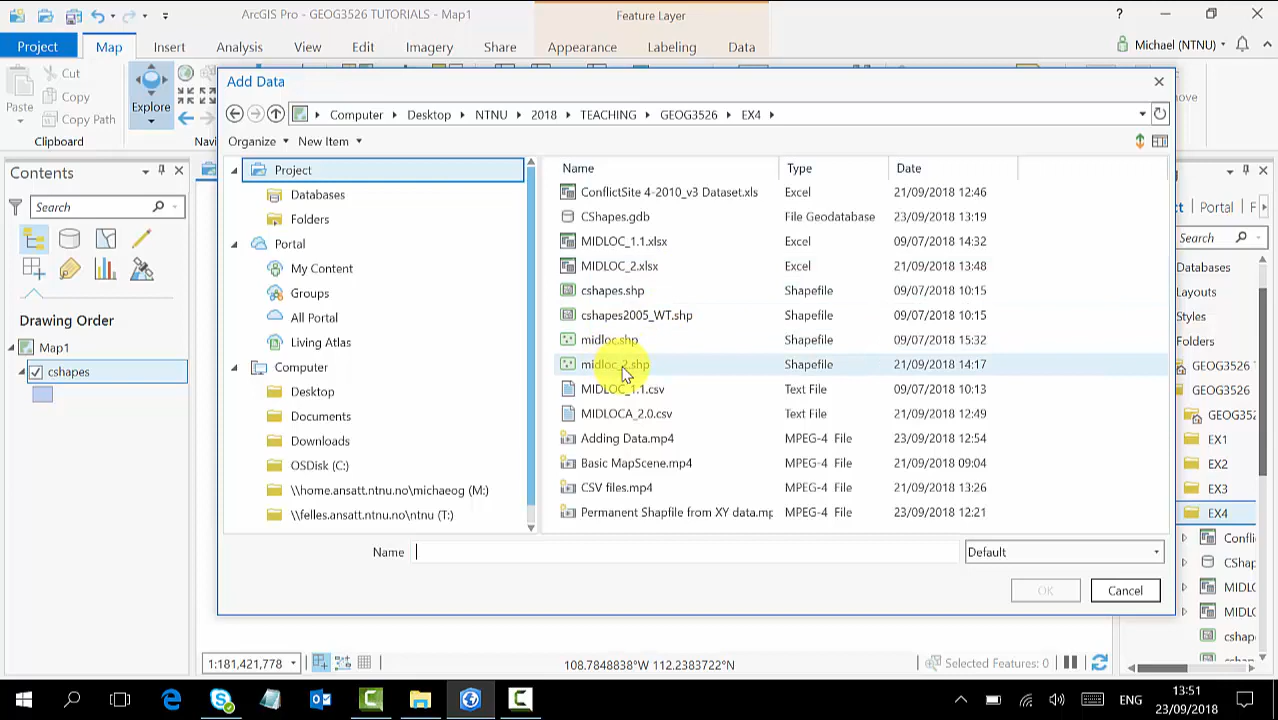 ArcGIS Pro - GEOG3526 TUTORIALS - Map1
Feature Layer
?
Project
Map
Insert
Analysis
View
Edit
Imagery
Share
Appearance
Labeling
Data
Michael (NTNU)
Paste
Cut
Copy
Copy Path
Clipboard
Explore
Navi
Add Data
Computer
Desktop
NTNU
2018
TEACHING
GEOG3526
EX4
Organize
New Item
Contents
Search
Drawing Order
Map1
cshapes
Project
Databases
Folders
Portal
My Content
Groups
All Portal
Living Atlas
Computer
Desktop
Documents
Downloads
OSDisk (C:)
\\home.ansatt.ntnu.no\michaeog (M:)
\\felles.ansatt.ntnu.no\ntnu (T:)
Name Type Date
ConflictSite 4-2010_v3 Dataset.xls Excel 21/09/2018 12:46
CShapes.gdb File Geodatabase 23/09/2018 13:19
MIDLOC_1.1.xlsx Excel 09/07/2018 14:32
MIDLOC_2.xlsx Excel 21/09/2018 13:48
cshapes.shp Shapefile 09/07/2018 10:15
cshapes2005_WT.shp Shapefile 09/07/2018 10:15
midloc.shp Shapefile 09/07/2018 15:32
midloc_2.shp Shapefile 21/09/2018 14:17
MIDLOC_1.1.csv Text File 09/07/2018 10:13
MIDLOCA_2.0.csv Text File 21/09/2018 12:49
Adding Data.mp4 MPEG-4 File 23/09/2018 12:54
Basic MapScene.mp4 MPEG-4 File 21/09/2018 09:04
CSV files.mp4 MPEG-4 File 21/09/2018 13:26
Permanent Shapfile from XY data.mp MPEG-4 File 23/09/2018 12:21
Name
Default
OK
Cancel
ct
Portal
F
Search
Databases
Layouts
Styles
Folders
GEOG3526
GEOG3526
GEOG352
EX1
EX2
EX3
EX4
Confli
CShap
MIDL
MIDL
cshap
1:181,421,778
108.7848838°W 112.2383722°N
Selected Features: 0
ENG
13:51
23/09/2018